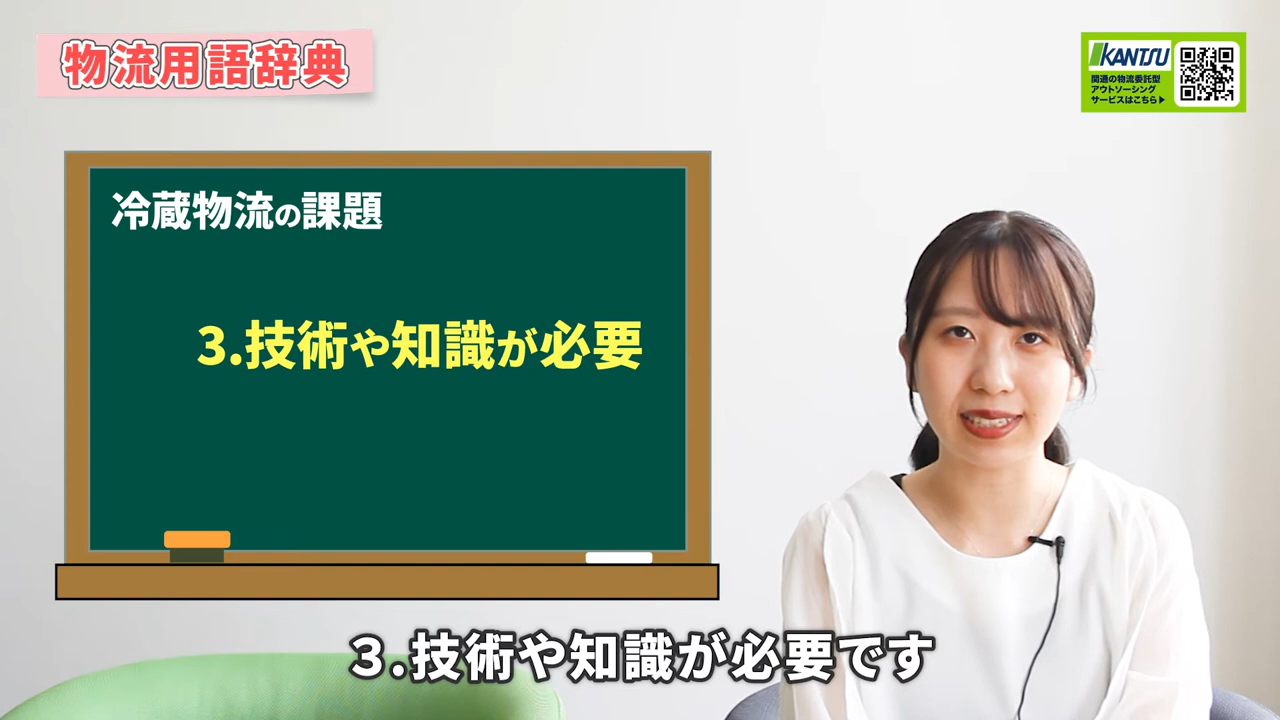 物流用語辞典
KANTSU
関通の物流委託型
アウトソーシング
サービスはこちら▶
冷蔵物流の課題
3.技術や知識が必要
3.技術や知識が必要です